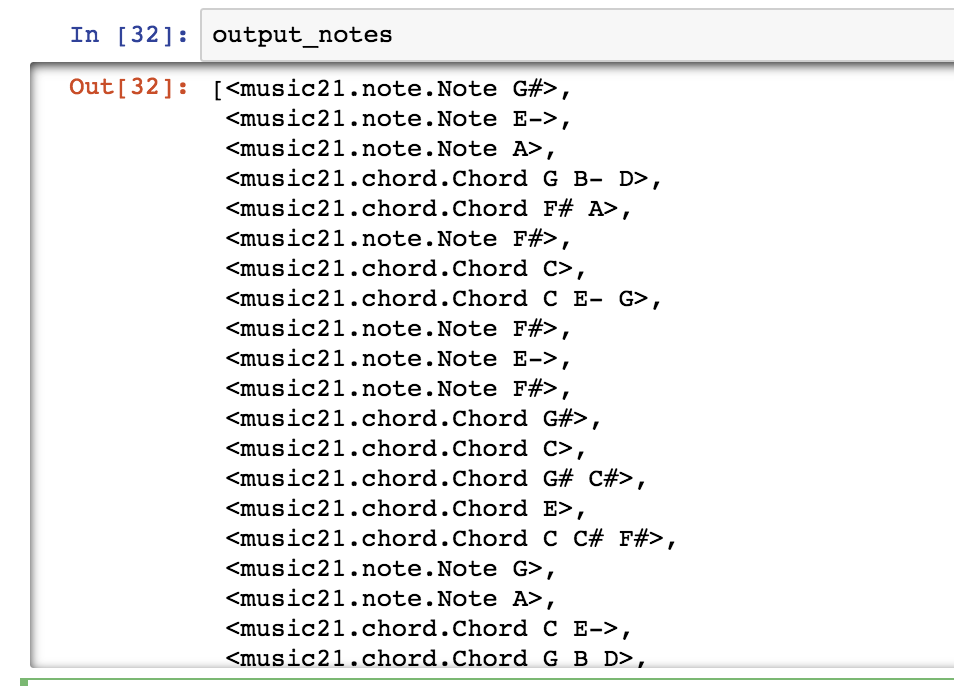 In [32]: output_notes
Out[32]: [<music21.note.Note G#>,
<music21.note.Note E->,
<music21.note.Note A>,
<music21.chord.Chord G B- D>,
<music21.chord.Chord F# A>,
<music21.note.Note F#>,
<music21.chord.Chord C>,
<music21.chord.Chord C E- G>,
<music21.note.Note F#>,
<music21.note.Note E->,
<music21.note.Note F#>,
<music21.chord.Chord G#>,
<music21.chord.Chord C>,
<music21.chord.Chord G# C#>,
<music21.chord.Chord E>,
<music21.chord.Chord C C# F#>,
<music21.note.Note G>,
<music21.note.Note A>,
<music21.chord.Chord C E->,
<music21.chord.Chord G B D>,